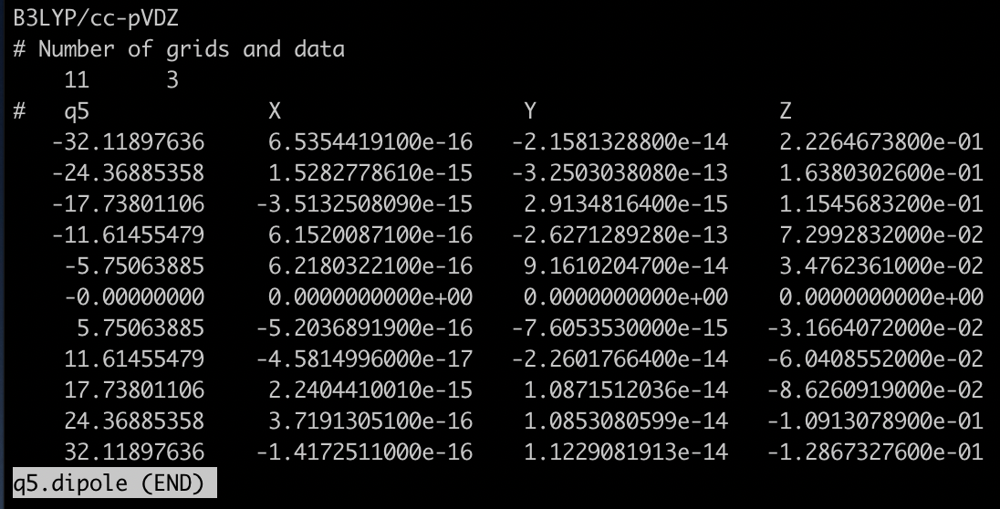 B3LYP/cc-pVDZ
# Number of grids and data
11 3
# q5 X Y Z
-32.11897636 6.5354419100e-16 -2.1581328800e-14 2.2264673800e-01
-24.36885358 1.5282778610e-15 -3.2503038080e-13 1.6380302600e-01
-17.73801106 -3.5132508090e-15 2.9134816400e-15 1.1545683200e-01
-11.61455479 6.1520087100e-16 -2.6271289280e-13 7.2992832000e-02
-5.75063885 6.2180322100e-16 9.1610204700e-14 3.4762361000e-02
-0.00000000 0.0000000000e+00 0.0000000000e+00 0.0000000000e+00
5.75063885 -5.2036891900e-16 -7.6053530000e-15 -3.1664072000e-02
11.61455479 -4.5814996000e-17 -2.2601766400e-14 -6.0408552000e-02
17.73801106 2.2404410010e-15 1.0871512036e-14 -8.6260919000e-02
24.36885358 3.7191305100e-16 1.0853080599e-14 -1.0913078900e-01
32.11897636 -1.4172511000e-16 1.1229081913e-14 -1.2867327600e-01
q5.dipole (END)